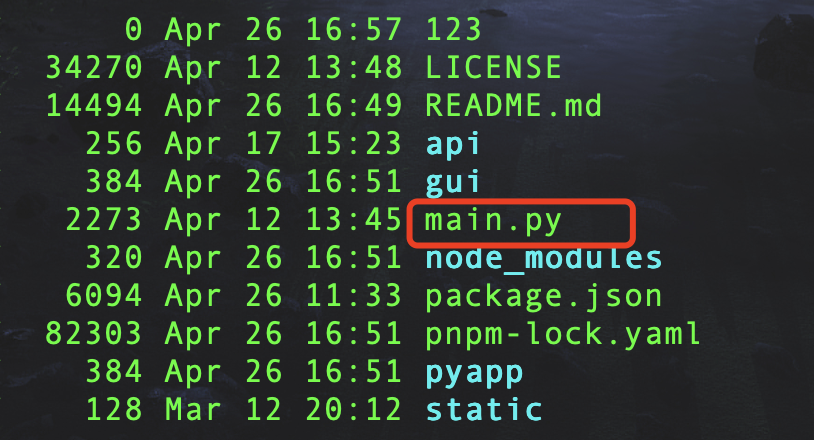 0 Apr 26 16:57 123
34270 Apr 12 13:48 LICENSE
14494 Apr 26 16:49 README.md
256 Apr 17 15:23 api
384 Apr 26 16:51 gui
2273 Apr 12 13:45 main.py
320 Apr 26 16:51 node_modules
6094 Apr 26 11:33 package.json
82303 Apr 26 16:51 pnpm-lock.yaml
384 Apr 26 16:51 pyapp
128 Mar 12 20:12 static